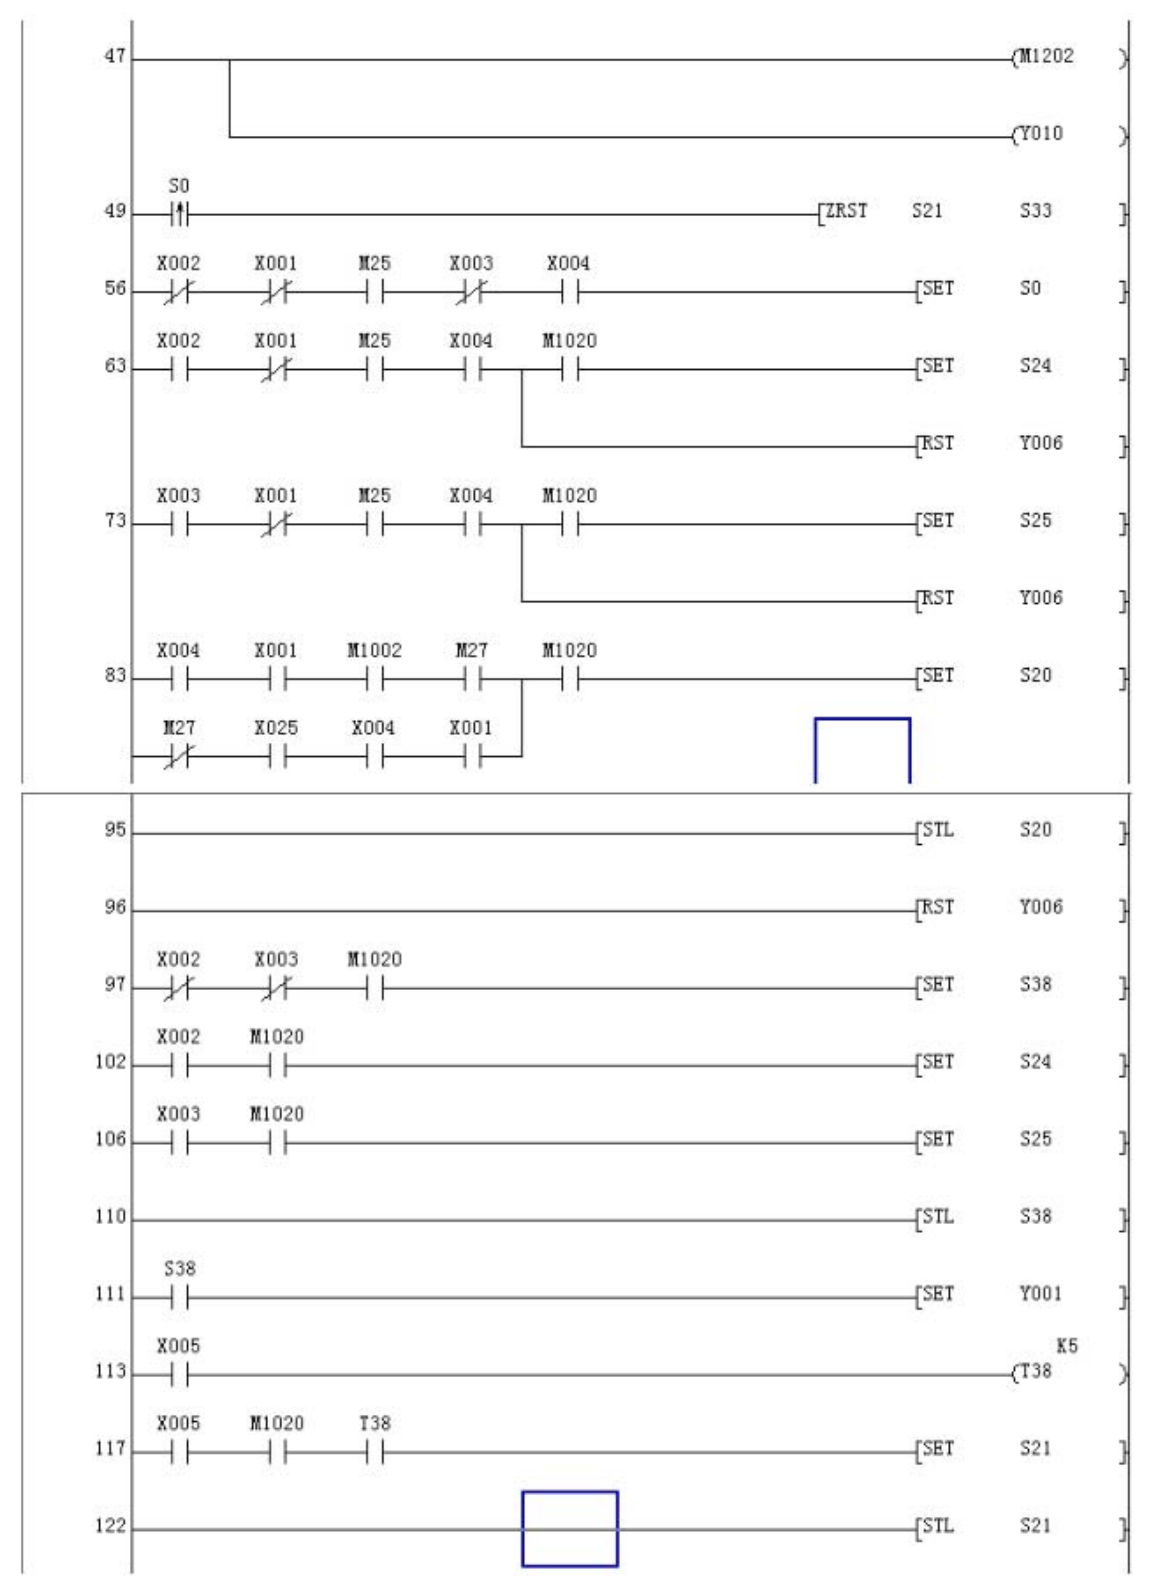 47 (M1202 )
(Y010 )
S0
49 [ZRST S21 S33 ]
X002 X001 M25 X003 X004
56 [SET S0 ]
X002 X001 M25 X004 M1020
63 [SET S24 ]
[RST Y006 ]
X003 X001 M25 X004 M1020
73 [SET S25 ]
[RST Y006 ]
X004 X001 M1002 M27 M1020
83 [SET S20 ]
M27 X025 X004 X001
95 [STL S20 ]
96 [RST Y006 ]
X002 X003 M1020
97 [SET S38 ]
X002 M1020
102 [SET S24 ]
X003 M1020
106 [SET S25 ]
110 [STL S38 ]
S38
111 [SET Y001 ]
X005 K5
113 (T38 )
X005 M1020 T38
117 [SET S21 ]
122 [STL S21 ]